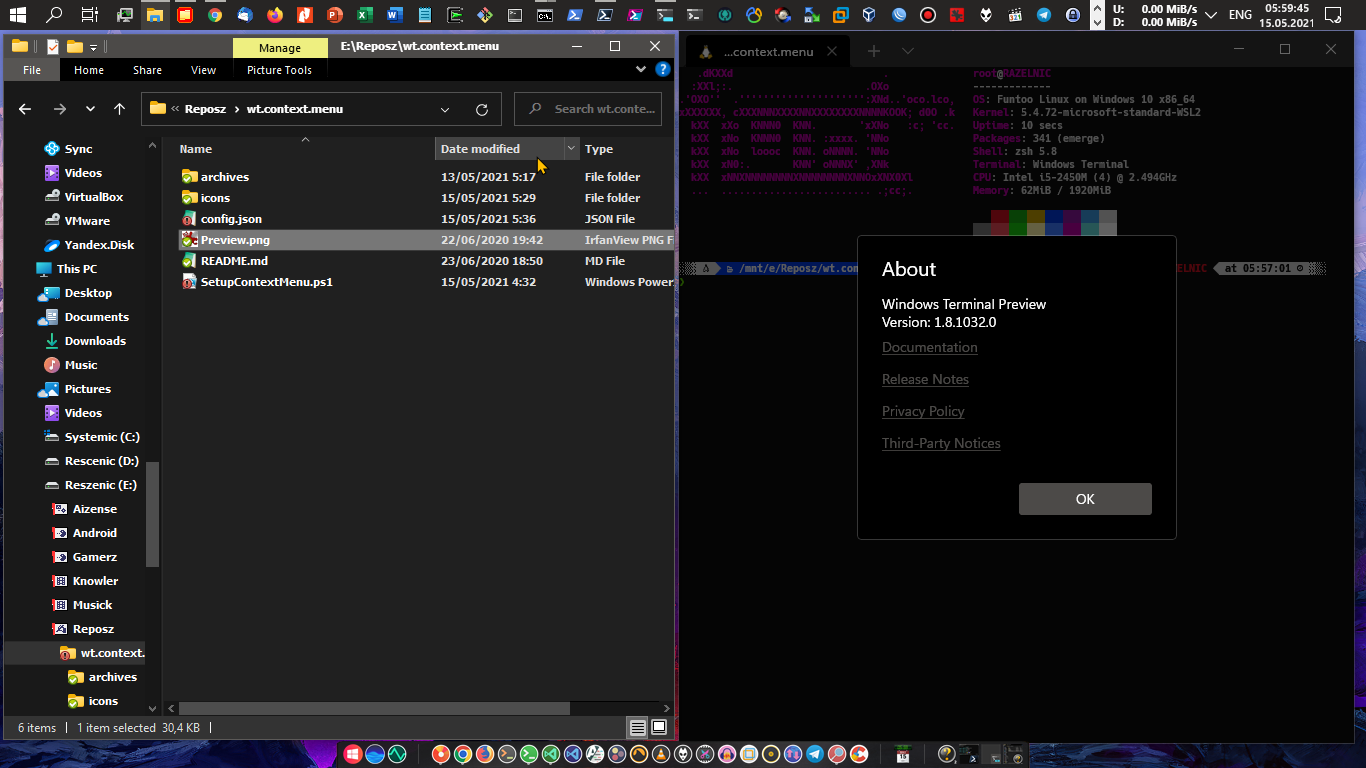 U: 0.00 MiB/s
D: 0.00 MiB/s
ENG
05:59:45
15.05.2021
Manage
E:\Reposz\wt.context.menu
File
Home
Share
View
Picture Tools
« Reposz › wt.context.menu
Search wt.conte...
Sync
Videos
VirtualBox
VMware
Yandex.Disk
This PC
Desktop
Documents
Downloads
Music
Pictures
Videos
Systemic (C:)
Rescenic (D:)
Reszenic (E:)
Aizense
Android
Gamerz
Knowler
Musick
Reposz
wt.context.
archives
icons
Name Date modified Type
archives 13/05/2021 5:17 File folder
icons 15/05/2021 5:29 File folder
config.json 15/05/2021 5:36 JSON File
Preview.png 22/06/2020 19:42 IrfanView PNG F
README.md 23/06/2020 18:50 MD File
SetupContextMenu.ps1 15/05/2021 4:32 Windows Power
6 items
1 item selected 30,4 KB
...context.menu
root@RAZELNIC
-------------
OS: Funtoo Linux on Windows 10 x86_64
Kernel: 5.4.72-microsoft-standard-WSL2
Uptime: 10 secs
Packages: 341 (emerge)
Shell: zsh 5.8
Terminal: Windows Terminal
CPU: Intel i5-2450M (4) @ 2.494GHz
Memory: 62MiB / 1920MiB
/mnt/e/Reposz/wt.con
ELNIC
at 05:57:01
About
Windows Terminal Preview
Version: 1.8.1032.0
Documentation
Release Notes
Privacy Policy
Third-Party Notices
OK